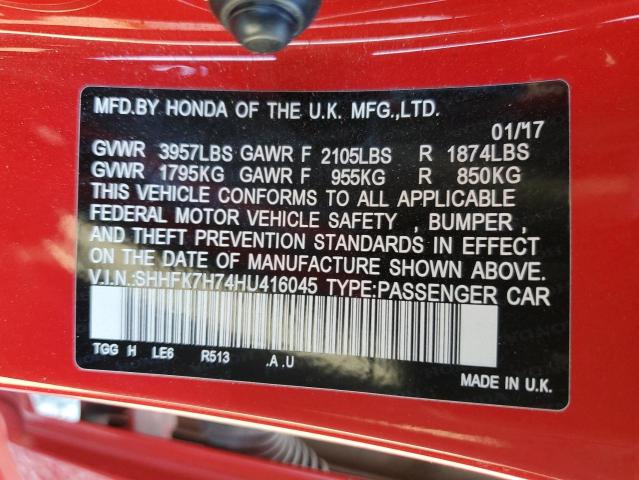 MFD.BY HONDA OF THE U.K. MFG.,LTD.
01/17
GVWR 3957LBS GAWR F 2105LBS R 1874LBS
GVWR 1795KG GAWR F 955KG R 850KG
THIS VEHICLE CONFORMS TO ALL APPLICABLE
FEDERAL MOTOR VEHICLE SAFETY , BUMPER ,
AND THEFT PREVENTION STANDARDS IN EFFECT
ON THE DATE OF MANUFACTURE SHOWN ABOVE.
V.I.N.:SHHFK7H74HU416045 TYPE:PASSENGER CAR
TGG H LE6 R513 .A .U
MADE IN U.K.